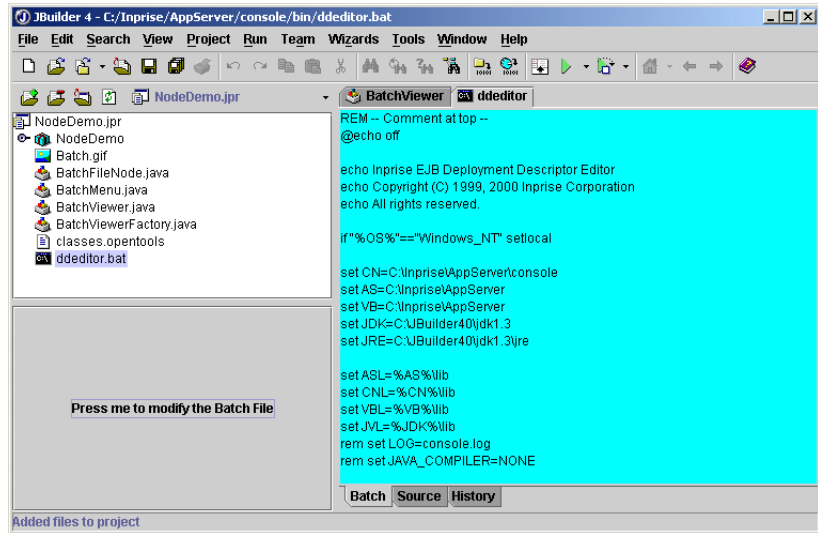 JBuilder 4 - C:/Inprise/AppServer/console/bin/ddeditor.bat
File Edit Search View Project Run Team Wizards Tools Window Help
NodeDemo.jpr
BatchViewer ddeditor
NodeDemo.jpr
NodeDemo
Batch.gif
BatchFileNode.java
BatchMenu.java
BatchViewer.java
BatchViewerFactory.java
classes.opentools
ddeditor.bat
Press me to modify the Batch File
REM -- Comment at top --
@echo off
echo Inprise EJB Deployment Descriptor Editor
echo Copyright (C) 1999, 2000 Inprise Corporation
echo All rights reserved.
if "%OS%"=="Windows_NT" setlocal
set CN=C:\Inprise\AppServer\console
set AS=C:\Inprise\AppServer
set VB=C:\Inprise\AppServer
set JDK=C:\JBuilder40\jdk1.3
set JRE=C:\JBuilder40\jdk1.3\jre
set ASL=%AS%\lib
set CNL=%CN%\lib
set VBL=%VB%\lib
set JVL=%JDK%\lib
rem set LOG=console.log
rem set JAVA_COMPILER=NONE
Batch Source History
Added files to project